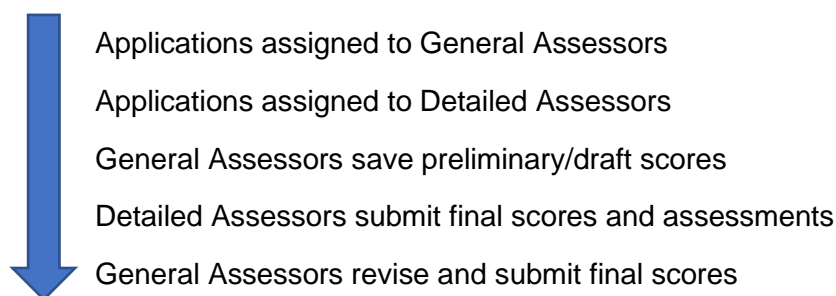 Applications assigned to General Assessors
Applications assigned to Detailed Assessors
General Assessors save preliminary/draft scores
Detailed Assessors submit final scores and assessments
General Assessors revise and submit final scores